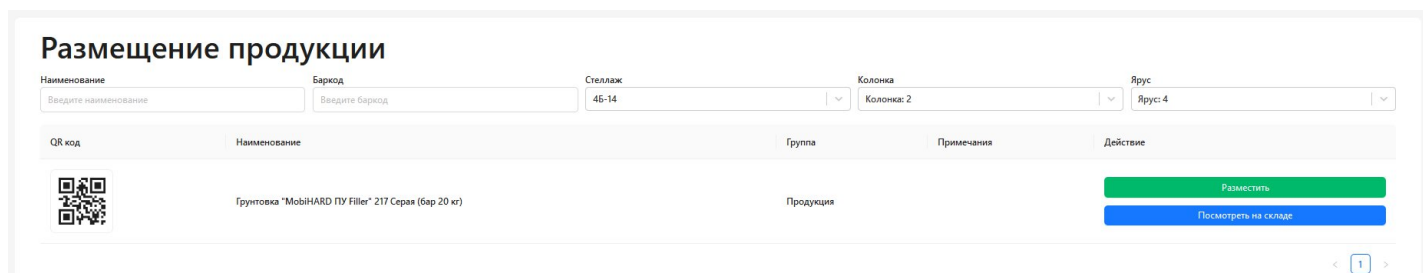 Размещение продукции
Наименование Баркод Стеллаж Колонка Ярус
Введите наименование Введите баркод 4Б-14 Колонка: 2 Ярус: 4
QR код Наименование Группа Примечания Действие
Разместить
Грунтовка "MobiHARD ПУ Filler" 217 Серая (бар 20 кг) Продукция
Посмотреть на складе
< 1 >